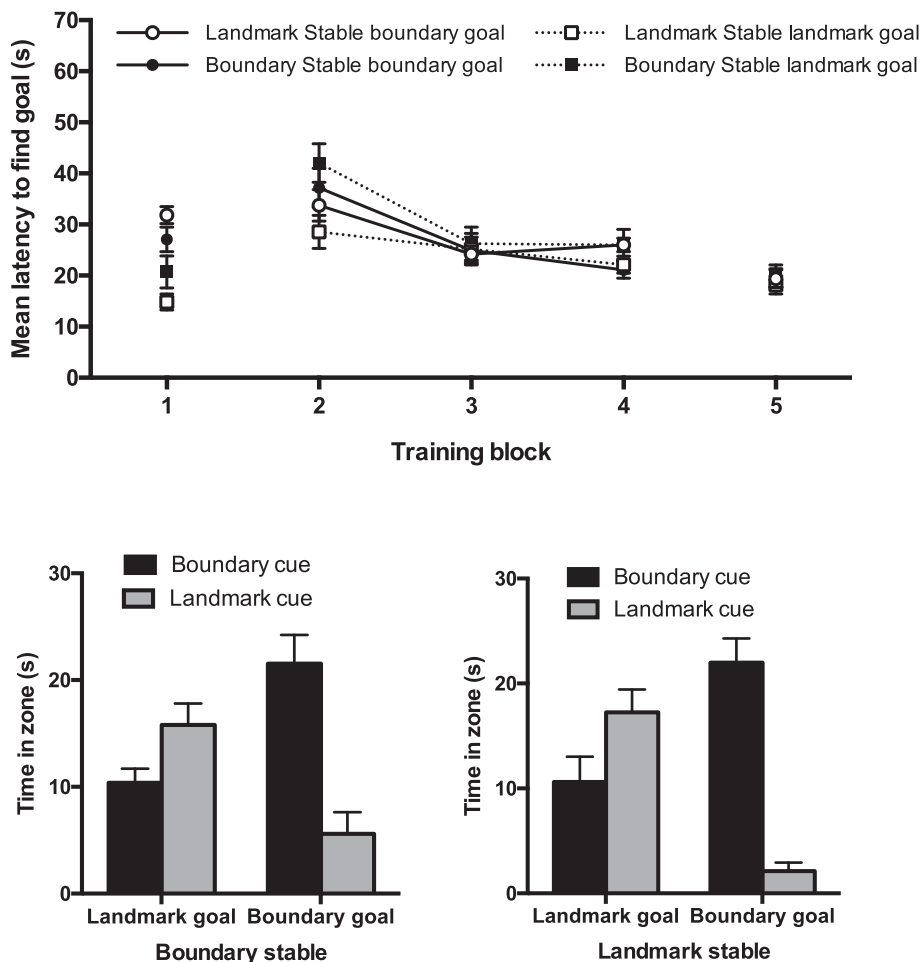 Mean latency to find goal (s)
70
60
50
40
30
20
10
0
Landmark Stable boundary goal
Landmark Stable landmark goal
Boundary Stable boundary goal
Boundary Stable landmark goal
1 2 3 4 5
Training block
Time in zone (s)
30
20
10
0
Boundary cue
Landmark cue
Landmark goal Boundary goal
Boundary stable
Time in zone (s)
30
20
10
0
Boundary cue
Landmark cue
Landmark goal Boundary goal
Landmark stable